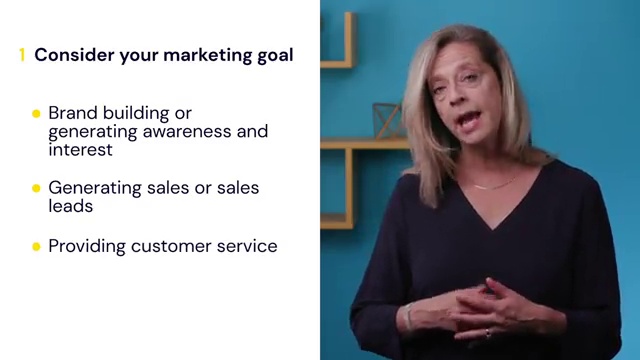 1 Consider your marketing goal
Brand building or
generating awareness and
interest
Generating sales or sales
leads
Providing customer service